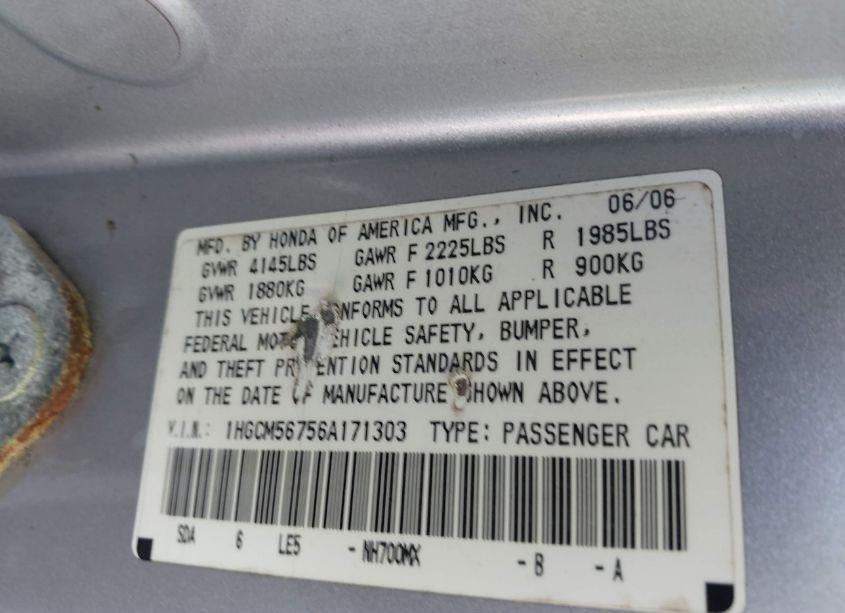 MFD. BY HONDA OF AMERICA MFG., INC. 06/06
GVWR 4145LBS GAWR F 2225LBS R 1985LBS
GVWR 1880KG GAWR F 1010KG R 900KG
THIS VEHICLE CONFORMS TO ALL APPLICABLE
FEDERAL MOTOR VEHICLE SAFETY, BUMPER,
AND THEFT PREVENTION STANDARDS IN EFFECT
ON THE DATE OF MANUFACTURE SHOWN ABOVE.
V.I.N.: 1HGCM56756A171303 TYPE: PASSENGER CAR
SDA 6 LE5 - NH700MX - B - A